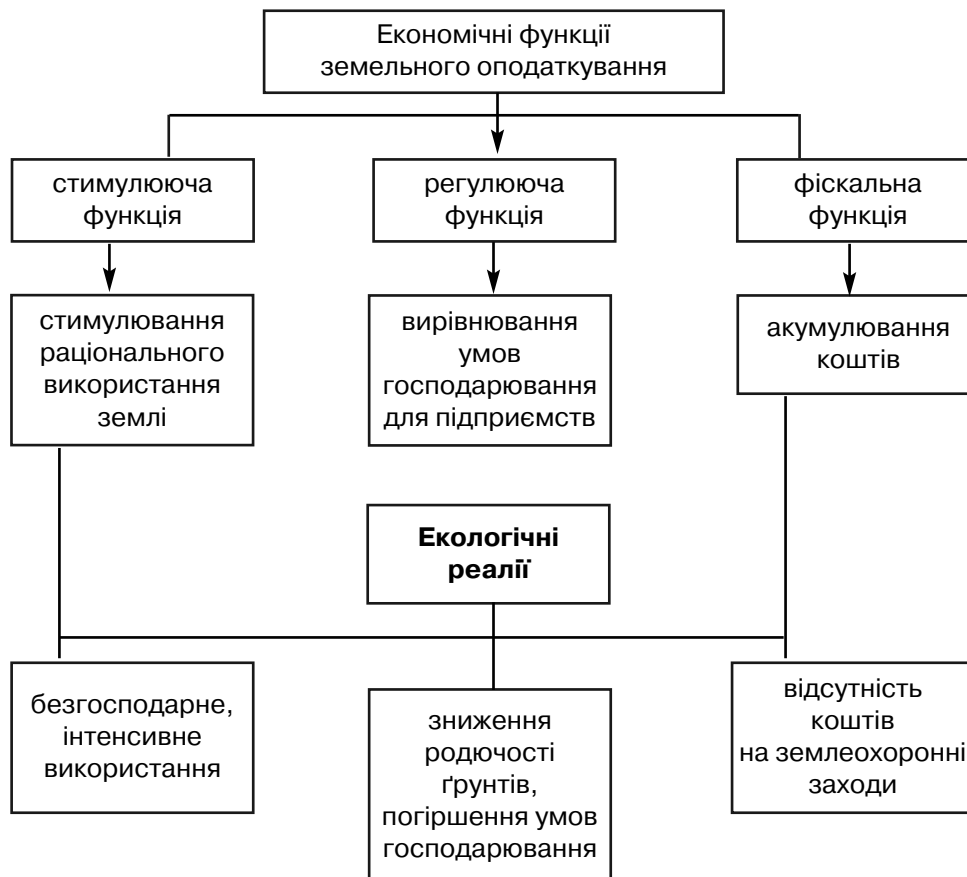 Економічні функції
земельного оподаткування
стимулююча
функція
регулююча
функція
фіскальна
функція
стимулювання
раціонального
використання
землі
вирівнювання
умов
господарювання
для підприємств
акумулювання
коштів
Екологічні
реалії
безгосподарне,
інтенсивне
використання
зниження
родючості
ґрунтів,
погіршення умов
господарювання
відсутність
коштів
на землеохоронні
заходи